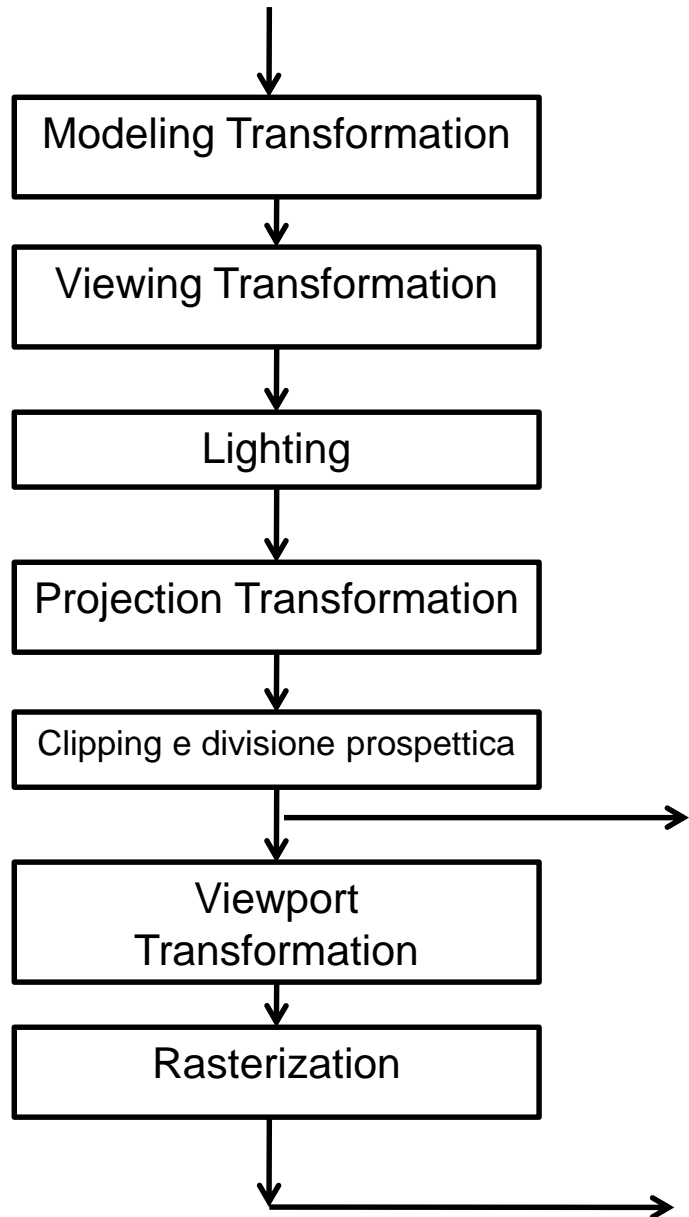 Modeling Transformation
Viewing Transformation
Lighting
Projection Transformation
Clipping e divisione prospettica
Viewport
Transformation
Rasterization